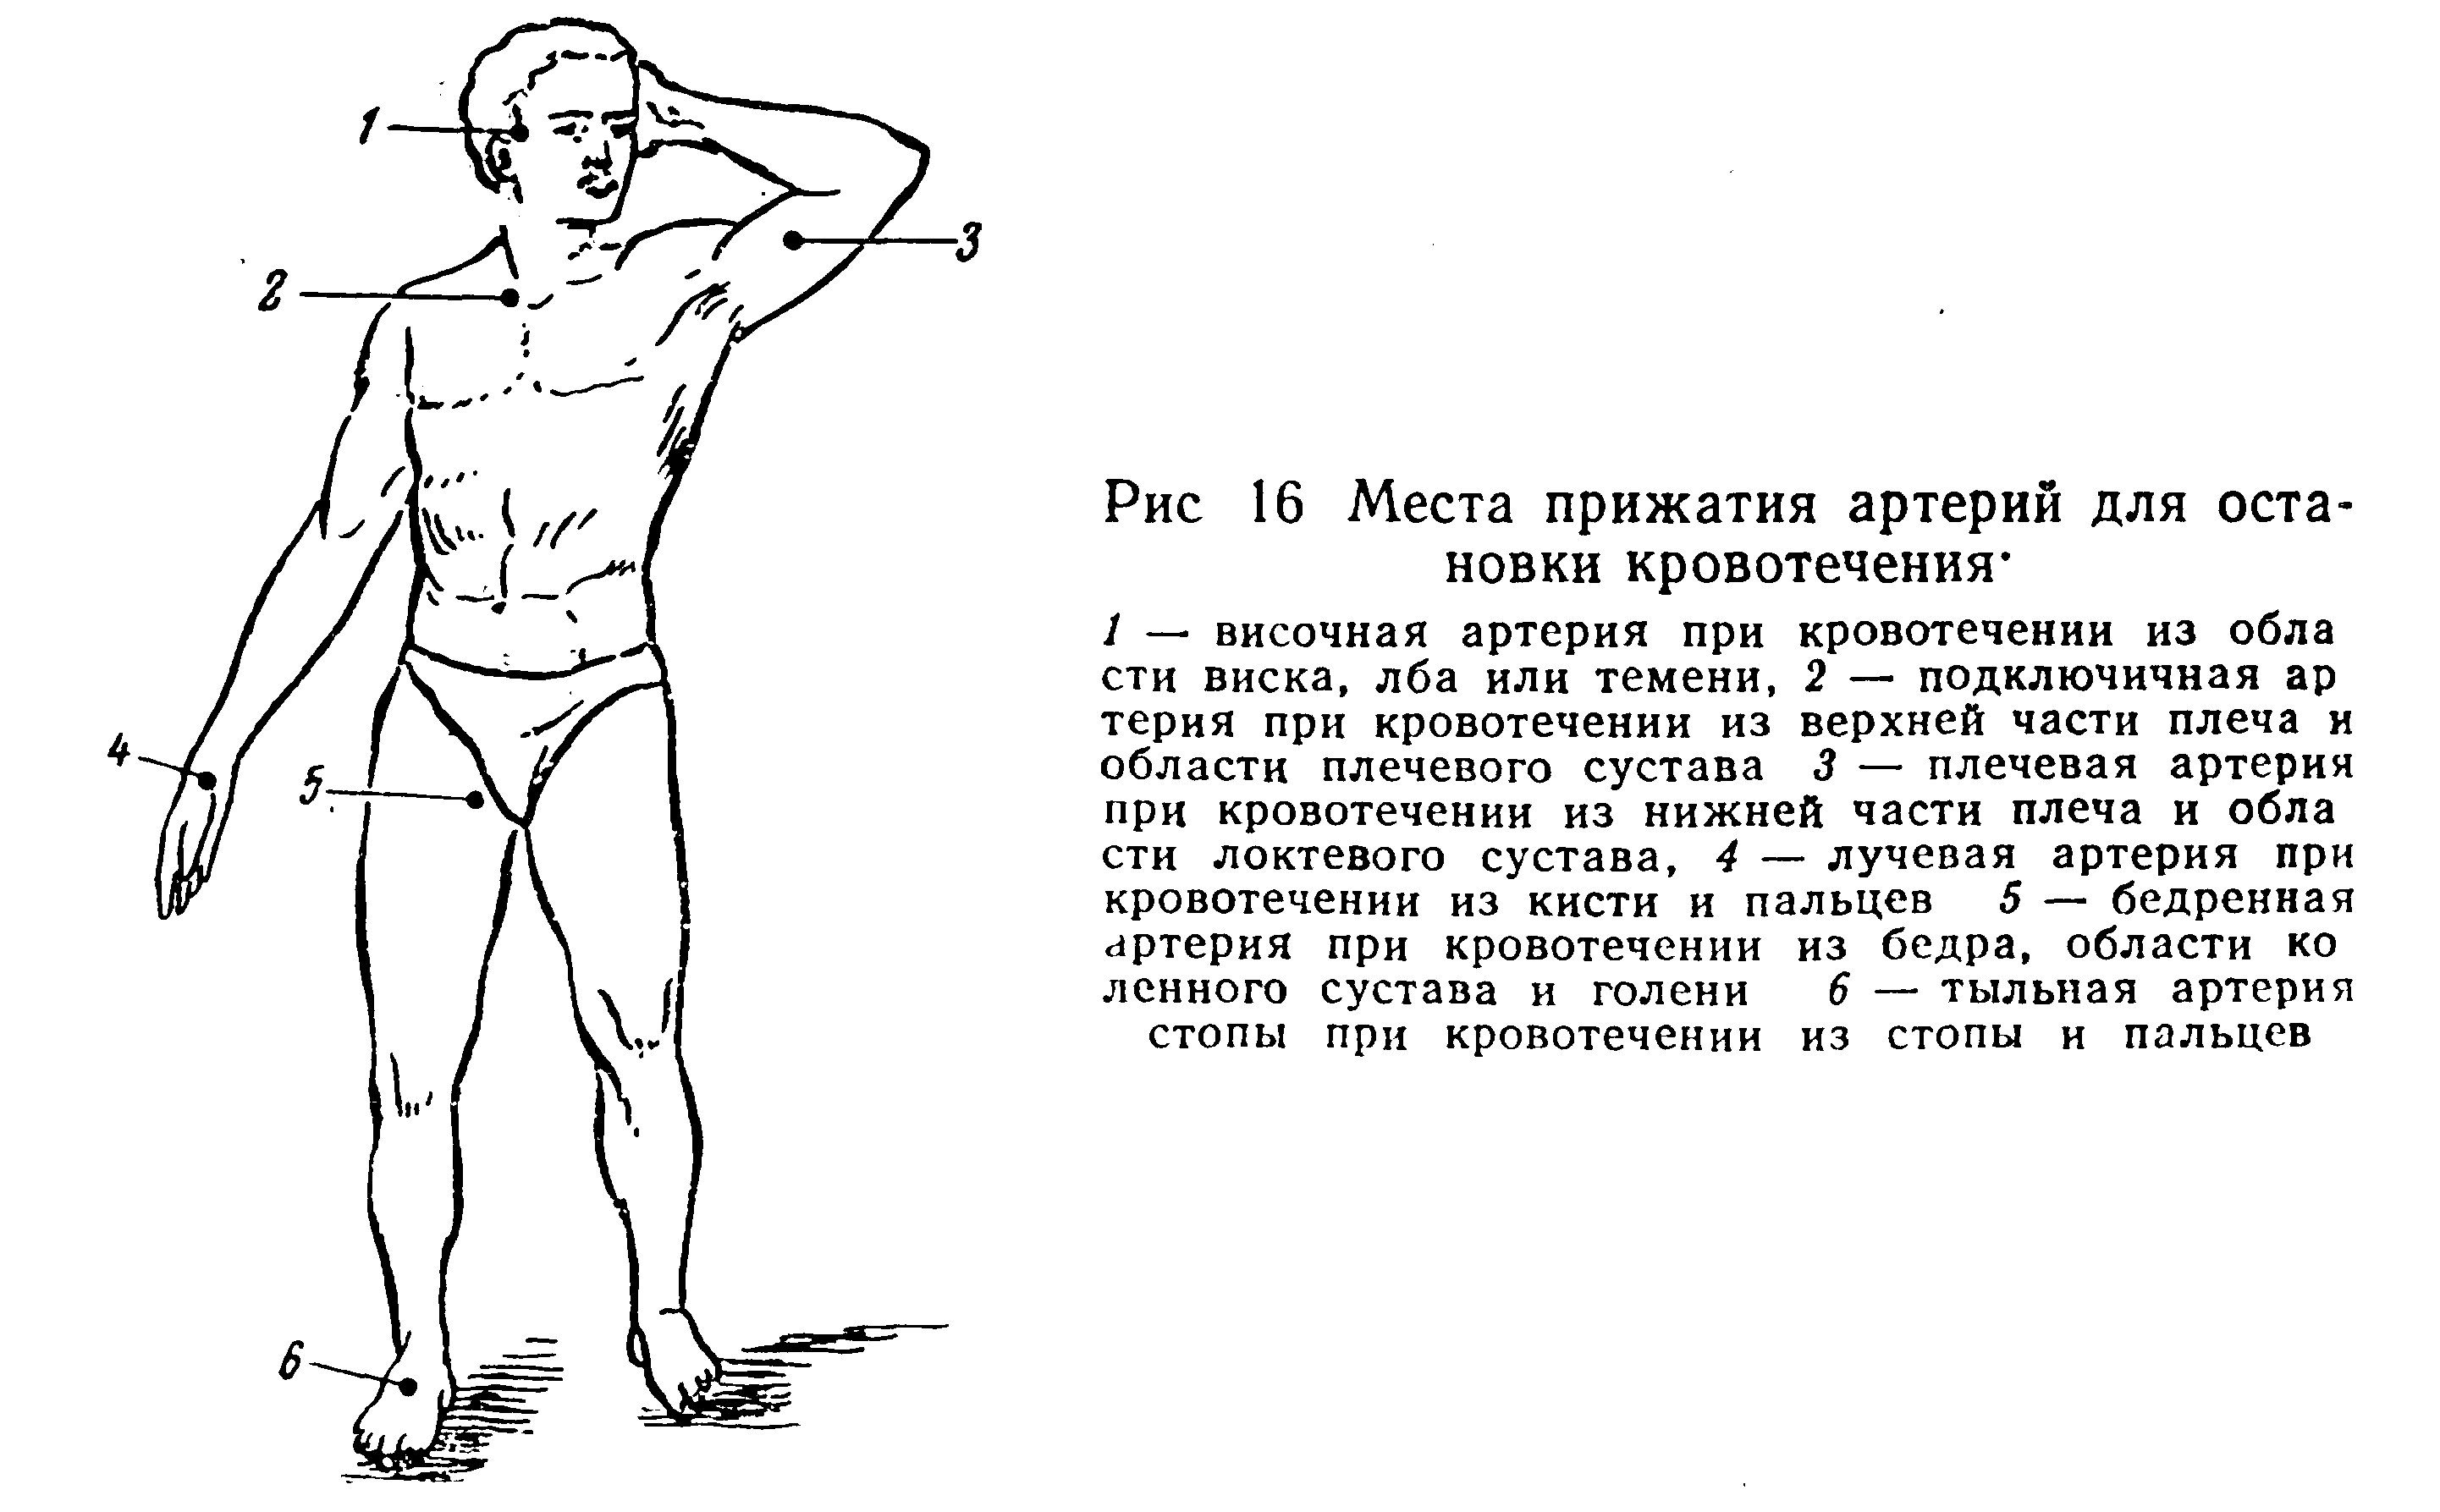 1
2
3
4
5
6
Рис 16 Места прижатия артерий для оста-
новки кровотечения·
1 — височная артерия при кровотечении из обла
сти виска, лба или темени, 2 — подключичная ар
терия при кровотечении из верхней части плеча и
области плечевого сустава 3 — плечевая артерия
при кровотечении из нижней части плеча и обла
сти локтевого сустава, 4 — лучевая артерия при
кровотечении из кисти и пальцев 5 — бедренная
артерия при кровотечении из бедра, области ко
ленного сустава и голени 6 — тыльная артерия
стопы при кровотечении из стопы и пальцев